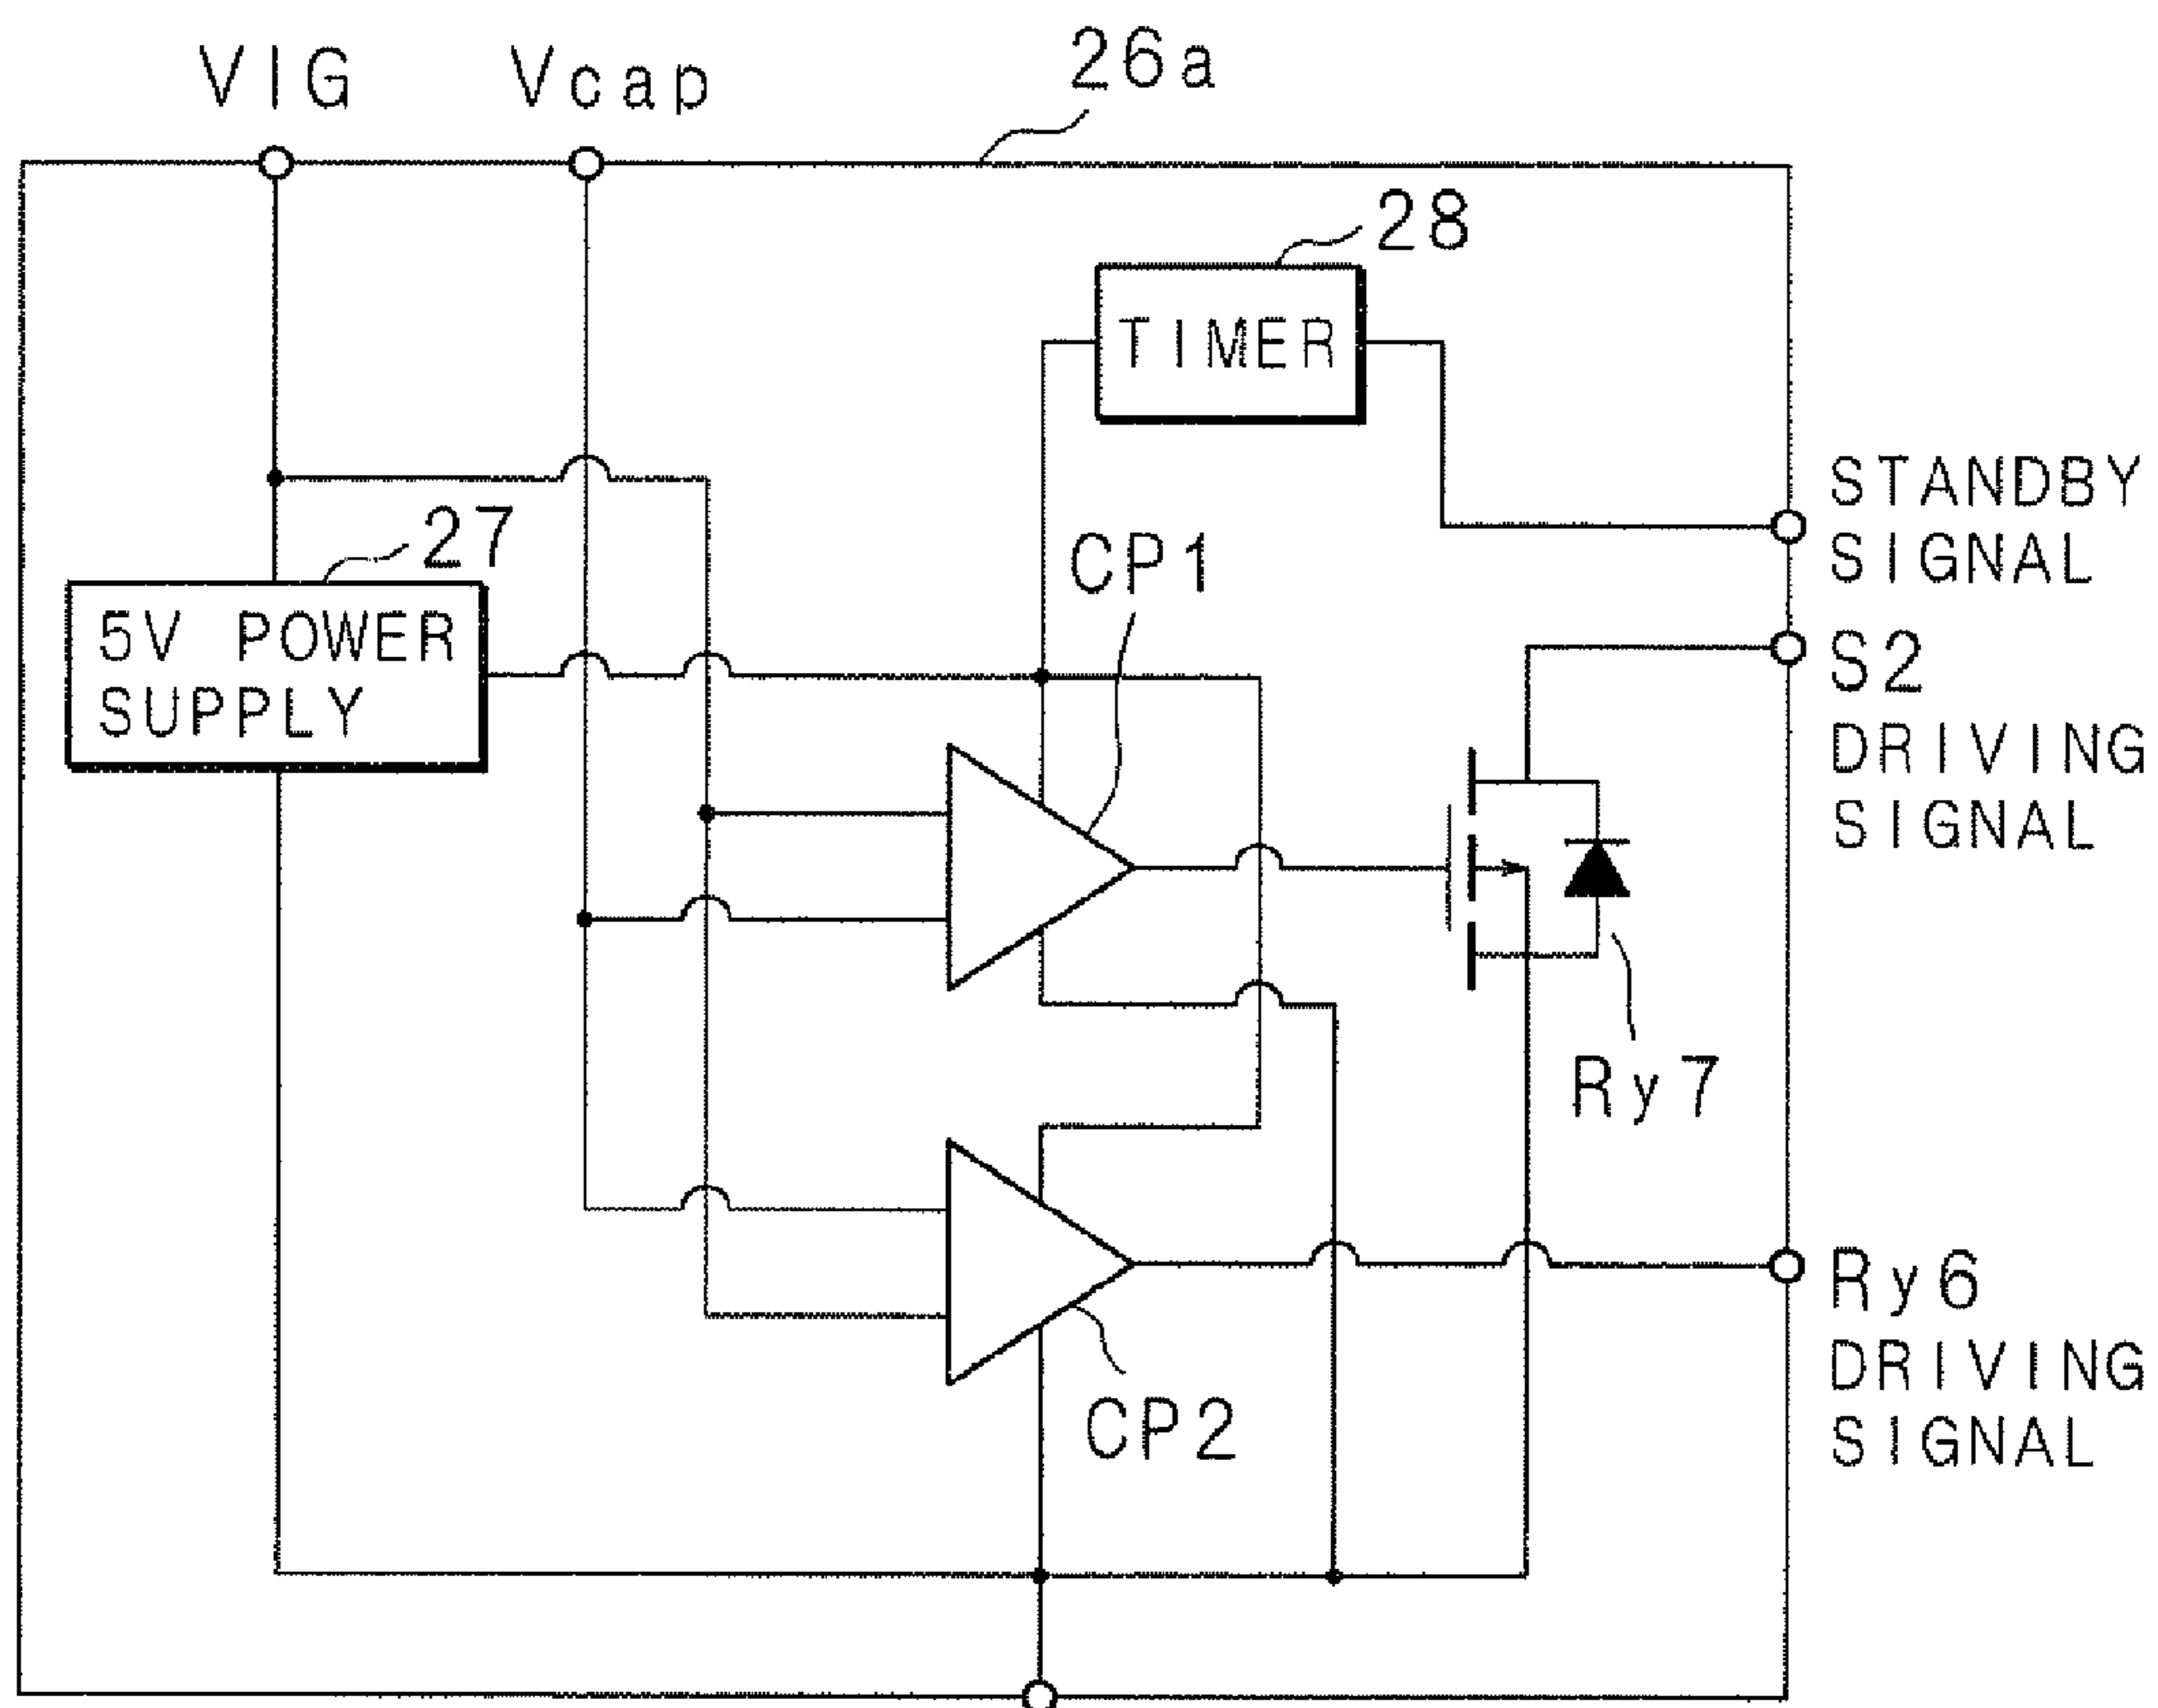 VIG
Vcap
26a
28
TIMER
STANDBY
SIGNAL
27
5V POWER
SUPPLY
CP1
S2
DRIVING
SIGNAL
Ry7
Ry6
DRIVING
SIGNAL
CP2